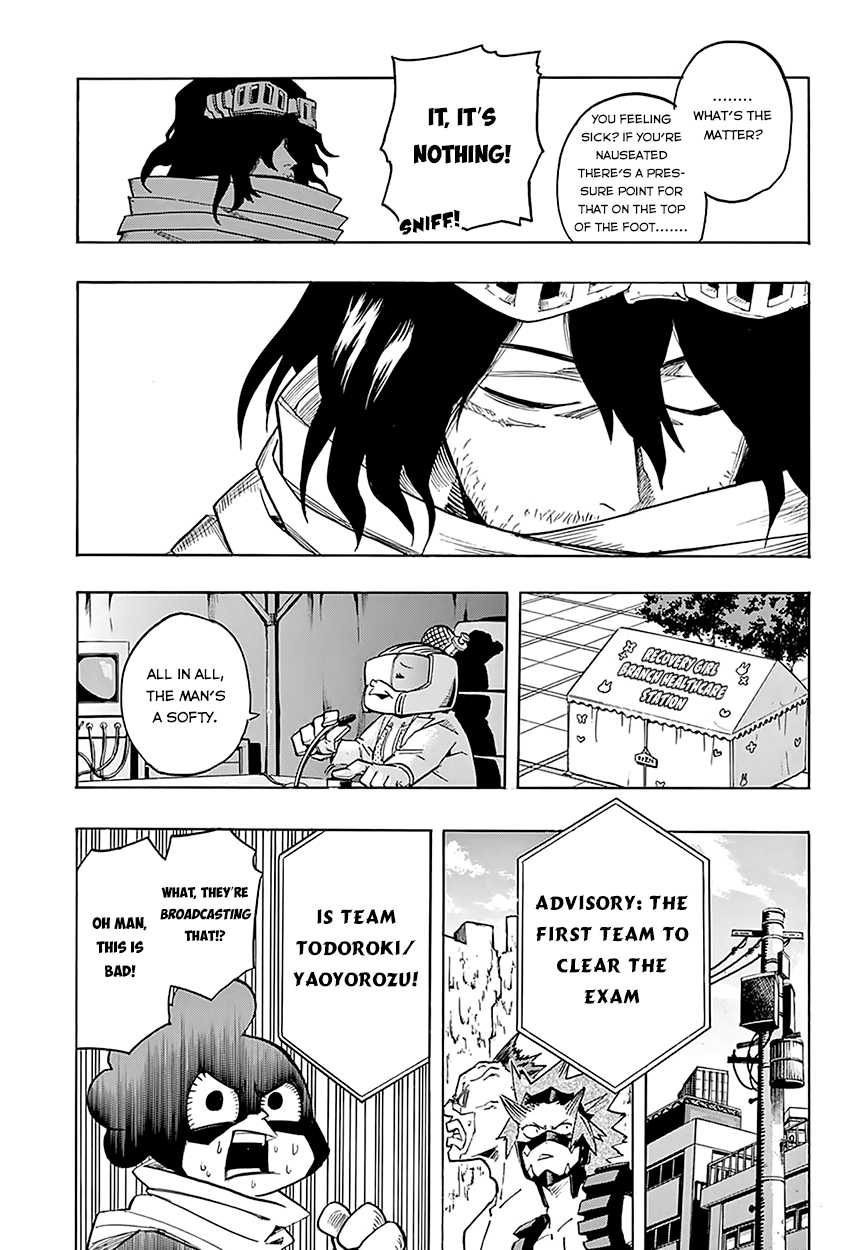 ........
WHAT'S THE
MATTER?
YOU FEELING
SICK? IF YOU'RE
NAUSEATED
THERE'S A PRES-
SURE POINT FOR
THAT ON THE TOP
OF THE FOOT.......
IT, IT'S
NOTHING!
SNIFF!
RECOVERY GIRL
BRANCH HEALTHCARE
STATION
ALL IN ALL,
THE MAN'S
A SOFTY.
ADVISORY: THE
FIRST TEAM TO
CLEAR THE
EXAM
IS TEAM
TODOROKI/
YAOYOROZU!
WHAT, THEY'RE
BROADCASTING
THAT!?
OH MAN,
THIS IS
BAD!